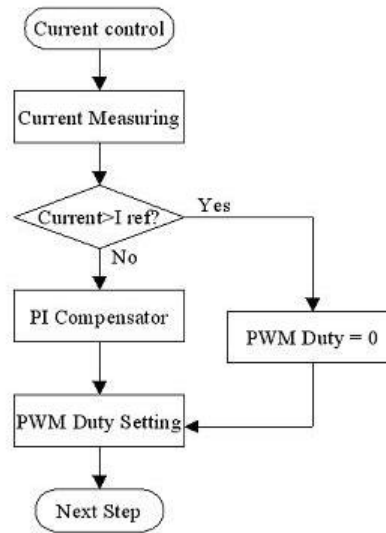 Current control
Current Measuring
Current>I ref?
Yes
No
PI Compensator
PWM Duty = 0
PWM Duty Setting
Next Step